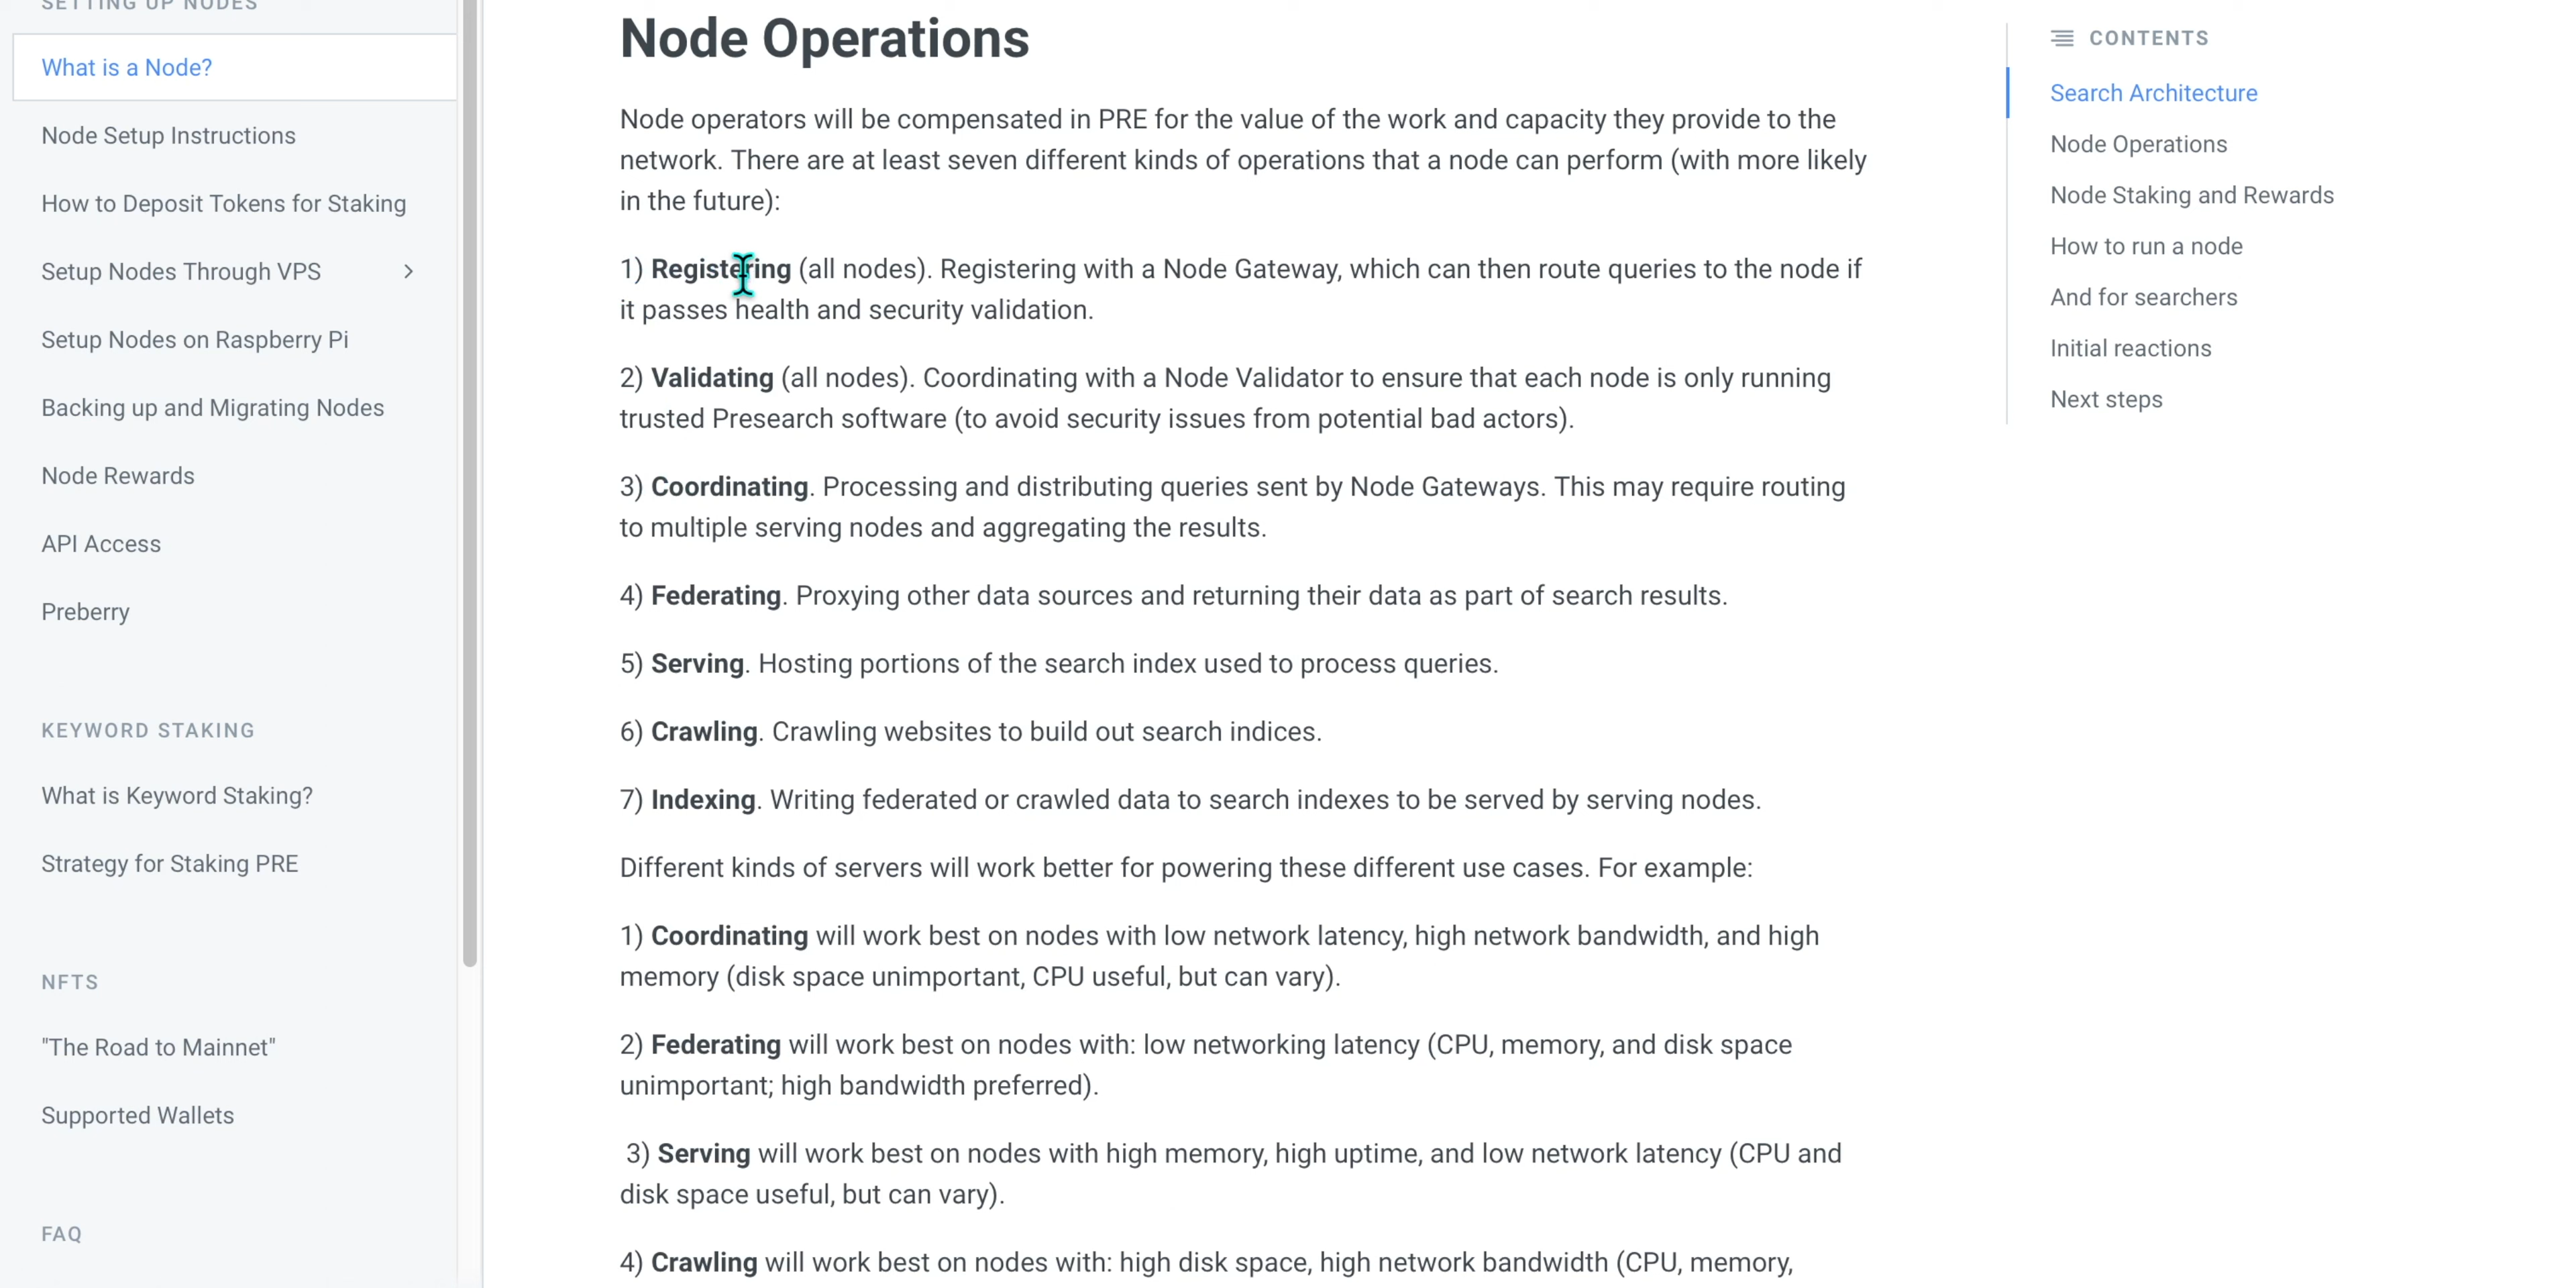 SETTING UP NODES
What is a Node?
Node Setup Instructions
How to Deposit Tokens for Staking
Setup Nodes Through VPS
Setup Nodes on Raspberry Pi
Backing up and Migrating Nodes
Node Rewards
API Access
Preberry
KEYWORD STAKING
What is Keyword Staking?
Strategy for Staking PRE
NFTS
"The Road to Mainnet"
Supported Wallets
FAQ
Node Operations
Node operators will be compensated in PRE for the value of the work and capacity they provide to the
network. There are at least seven different kinds of operations that a node can perform (with more likely
in the future):
1) Registering (all nodes). Registering with a Node Gateway, which can then route queries to the node if
it passes health and security validation.
2) Validating (all nodes). Coordinating with a Node Validator to ensure that each node is only running
trusted Presearch software (to avoid security issues from potential bad actors).
3) Coordinating. Processing and distributing queries sent by Node Gateways. This may require routing
to multiple serving nodes and aggregating the results.
4) Federating. Proxying other data sources and returning their data as part of search results.
5) Serving. Hosting portions of the search index used to process queries.
6) Crawling. Crawling websites to build out search indices.
7) Indexing. Writing federated or crawled data to search indexes to be served by serving nodes.
Different kinds of servers will work better for powering these different use cases. For example:
1) Coordinating will work best on nodes with low network latency, high network bandwidth, and high
memory (disk space unimportant, CPU useful, but can vary).
2) Federating will work best on nodes with: low networking latency (CPU, memory, and disk space
unimportant; high bandwidth preferred).
3) Serving will work best on nodes with high memory, high uptime, and low network latency (CPU and
disk space useful, but can vary).
4) Crawling will work best on nodes with: high disk space, high network bandwidth (CPU, memory,
CONTENTS
Search Architecture
Node Operations
Node Staking and Rewards
How to run a node
And for searchers
Initial reactions
Next steps